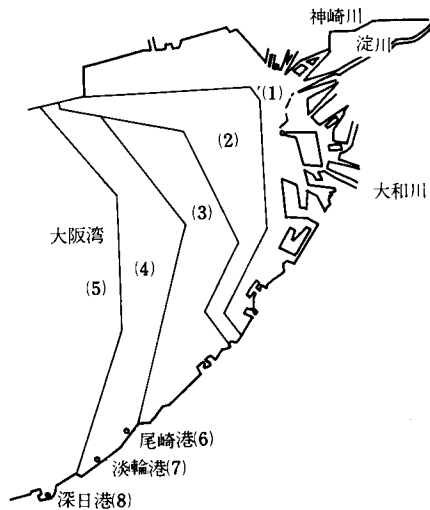 神崎川
淀川
(1)
(2)
大和川
(3)
大阪湾
(4)
(5)
尾崎港(6)
淡輪港(7)
深日港(8)